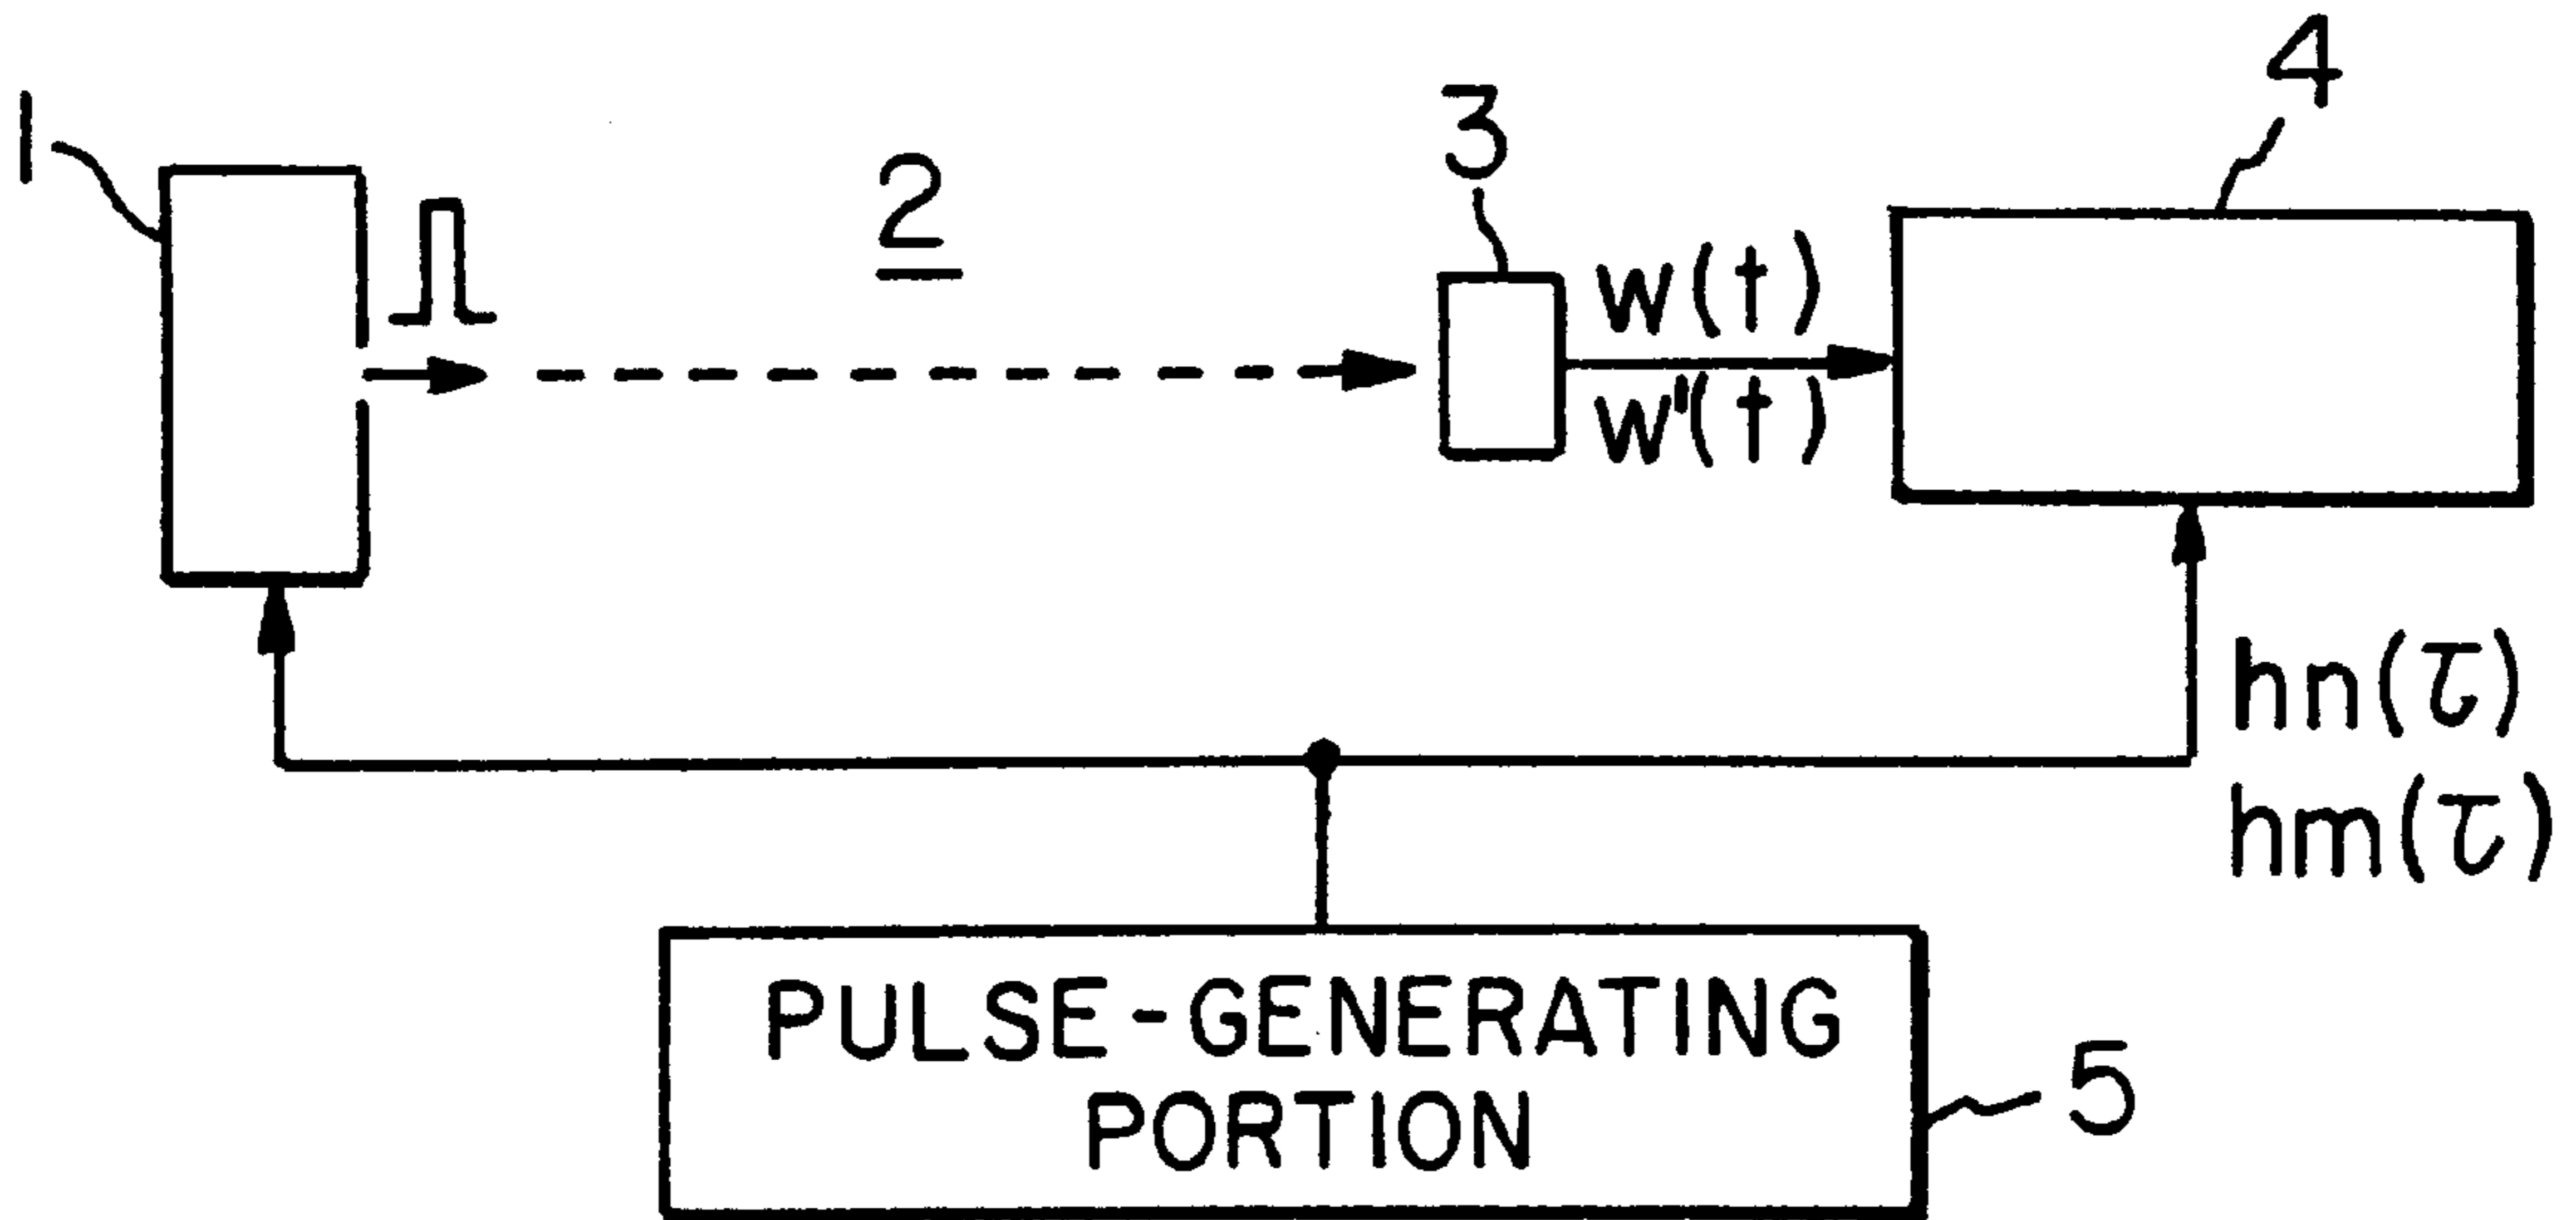 1
2
3
4
W(t)
W'(t)
hn(τ)
hm(τ)
PULSE-GENERATING
PORTION
5